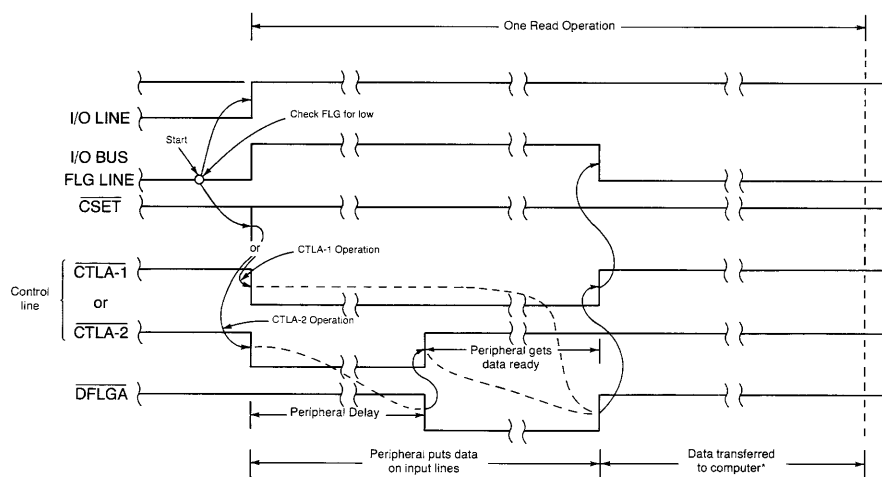 One Read Operation
I/O LINE
Check FLG for low
Start
I/O BUS
FLG LINE
CSET
or
CTLA-1 Operation
CTLA-1
Control
line
or
CTLA-2 Operation
CTLA-2
Peripheral gets
data ready
DFLGA
Peripheral Delay
Peripheral puts data
on input lines
Data transferred
to computer*